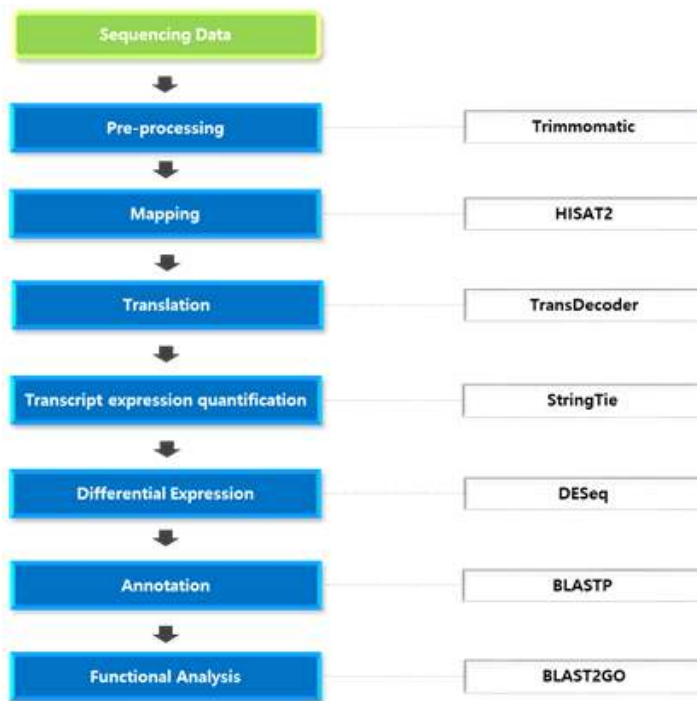 Sequencing Data
Pre-processing
Trimmomatic
Mapping
HISAT2
Translation
TransDecoder
Transcript expression quantification
StringTie
Differential Expression
DESeq
Annotation
BLASTP
Functional Analysis
BLAST2GO